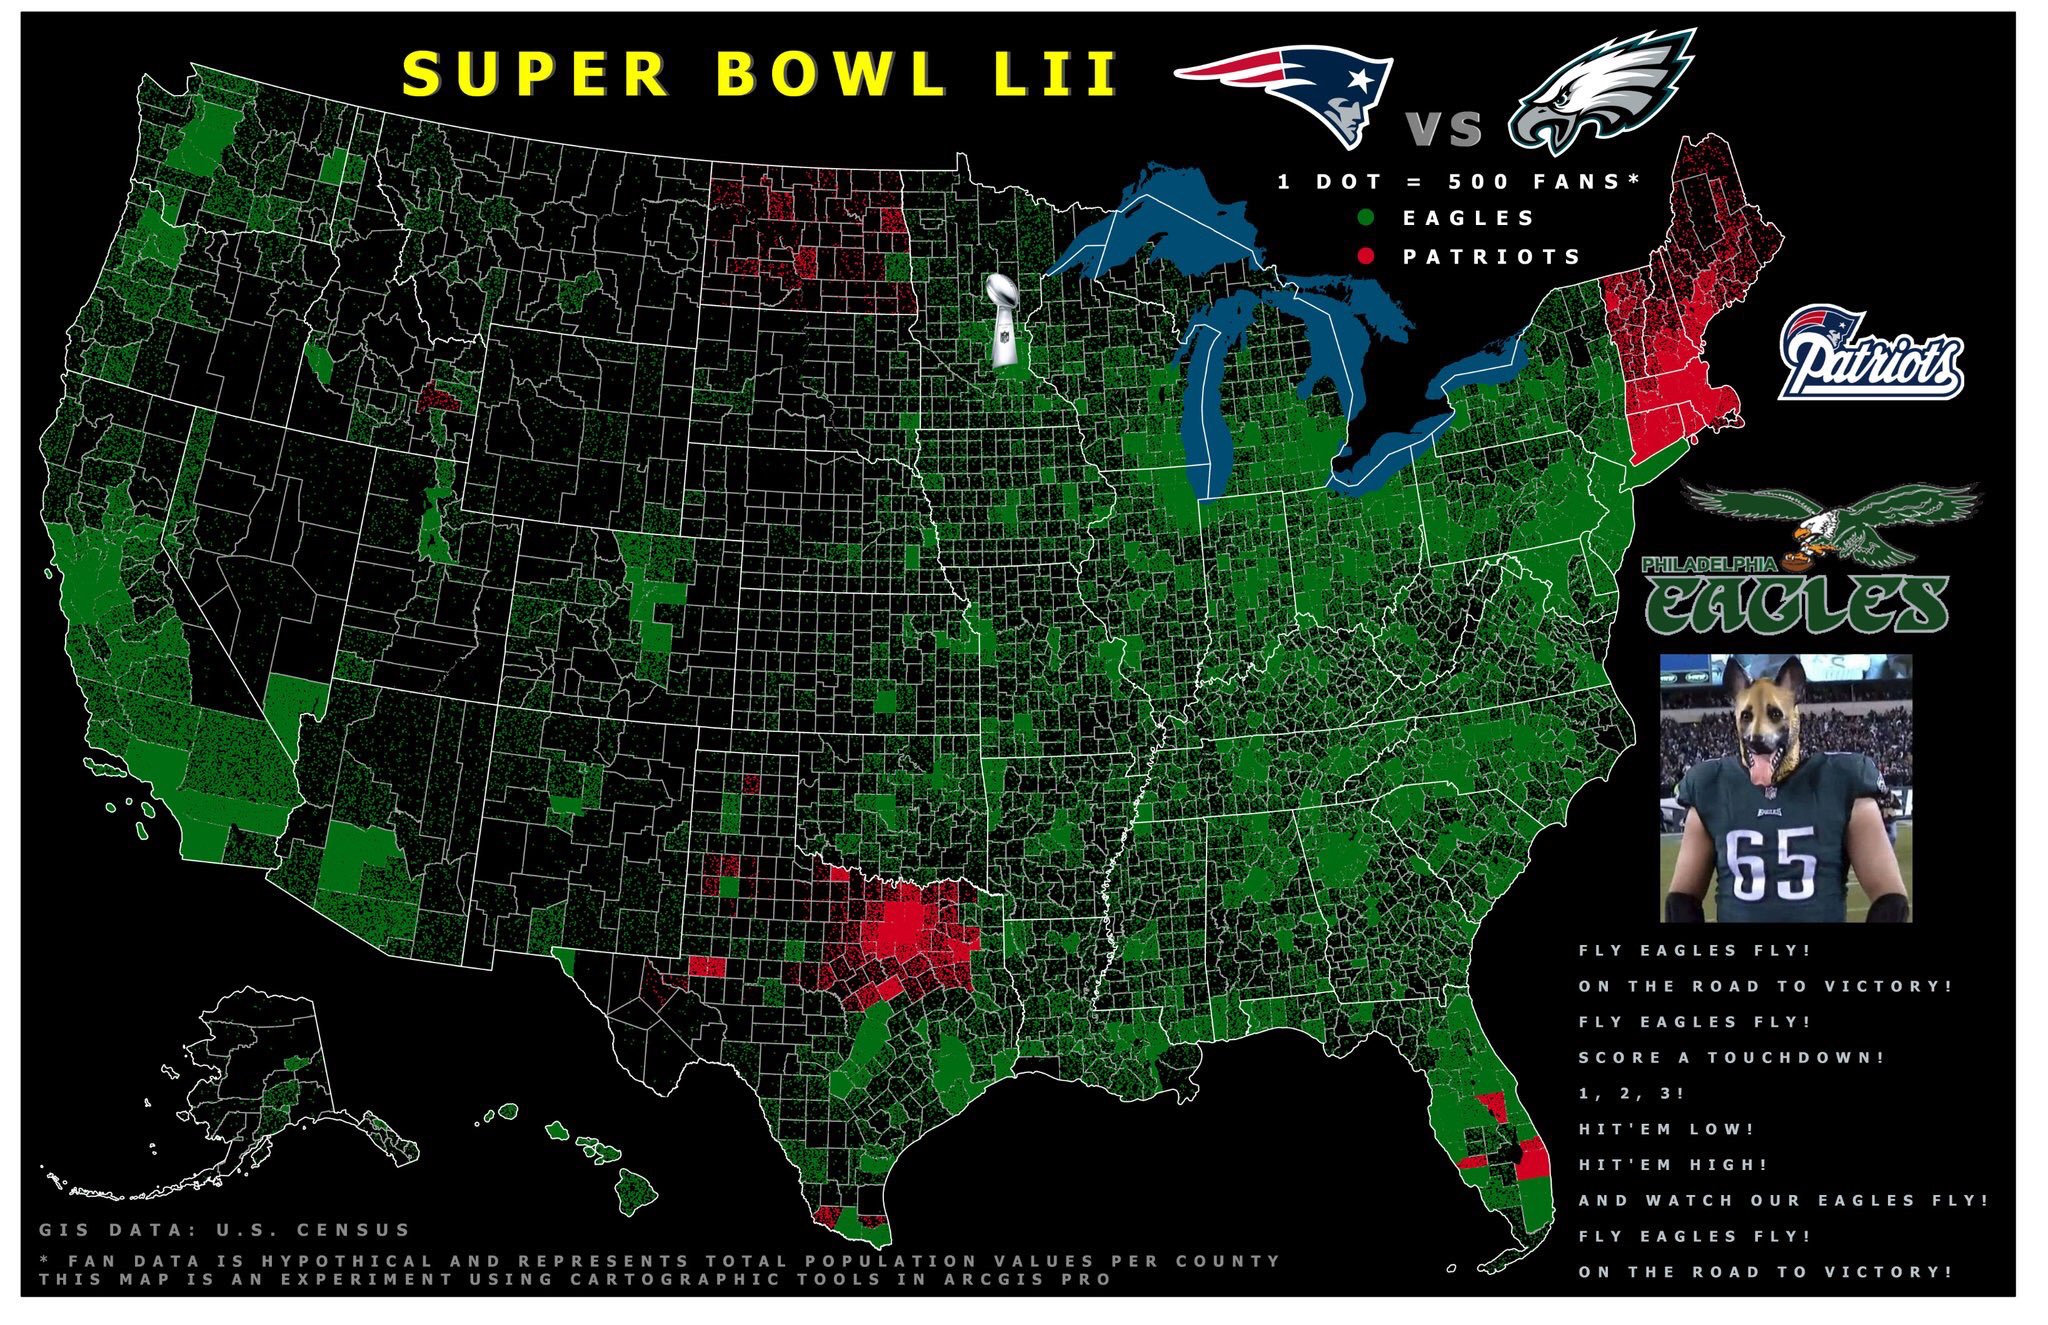 SUPER BOWL LII
VS
1 DOT = 500 FANS*
EAGLES
PATRIOTS
Patriots
PHILADELPHIA
EAGLES
EAGLES
65
FLY EAGLES FLY!
ON THE ROAD TO VICTORY!
FLY EAGLES FLY!
SCORE A TOUCHDOWN!
1, 2, 3!
HIT'EM LOW!
HIT'EM HIGH!
AND WATCH OUR EAGLES FLY!
FLY EAGLES FLY!
ON THE ROAD TO VICTORY!
GIS DATA: U.S. CENSUS
* FAN DATA IS HYPOTHICAL AND REPRESENTS TOTAL POPULATION VALUES PER COUNTY
THIS MAP IS AN EXPERIMENT USING CARTOGRAPHIC TOOLS IN ARCGIS PRO